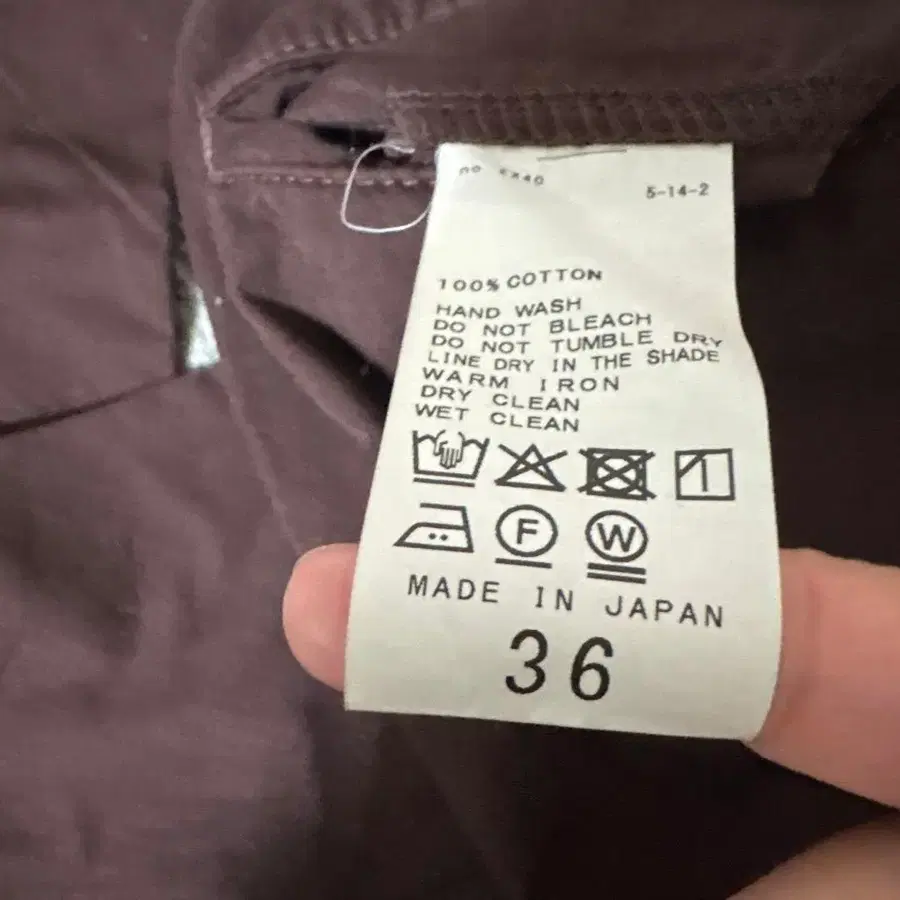 5-14-2
100% COTTON
HAND WASH
DO NOT BLEACH
DO NOT TUMBLE DRY
LINE DRY IN THE SHADE
WARM IRON
DRY CLEAN
WET CLEAN
F W
MADE IN JAPAN
36